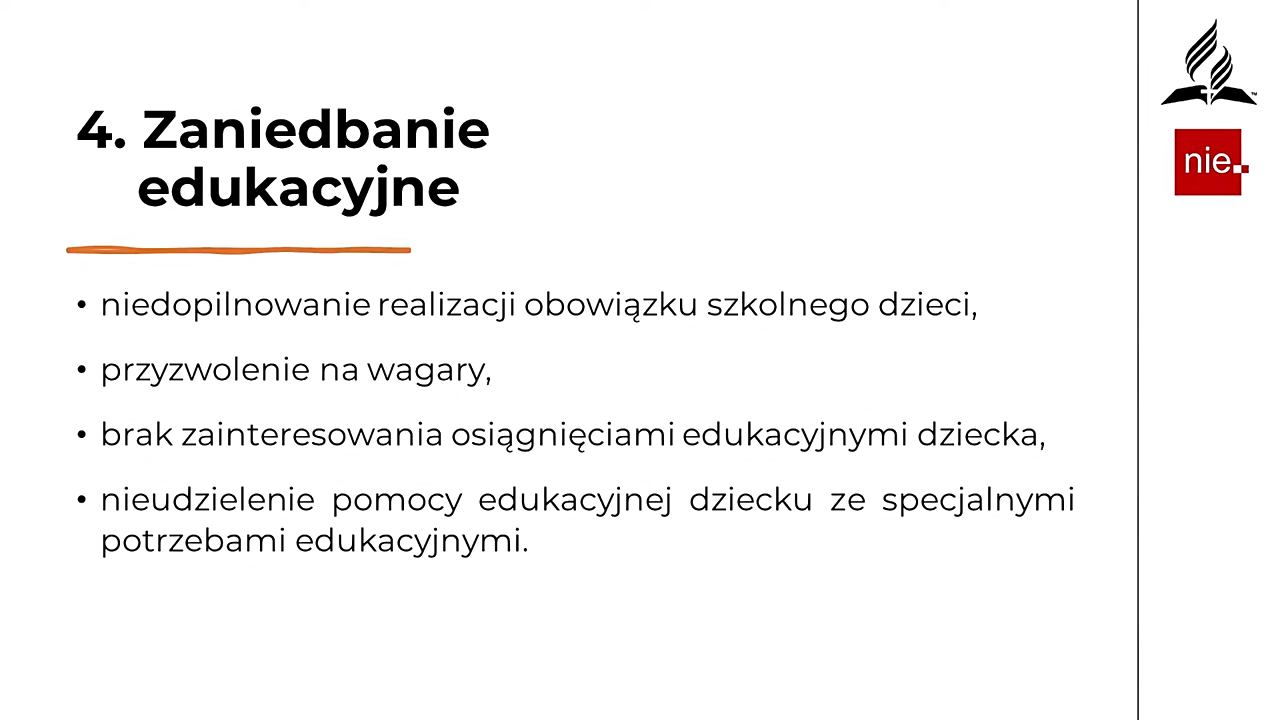 4. Zaniedbanie
edukacyjne
• niedopilnowanie realizacji obowiązku szkolnego dzieci,
• przyzwolenie na wagary,
• brak zainteresowania osiągnięciami edukacyjnymi dziecka,
• nieudzielenie pomocy edukacyjnej dziecku ze specjalnymi
potrzebami edukacyjnymi.
™
nie.